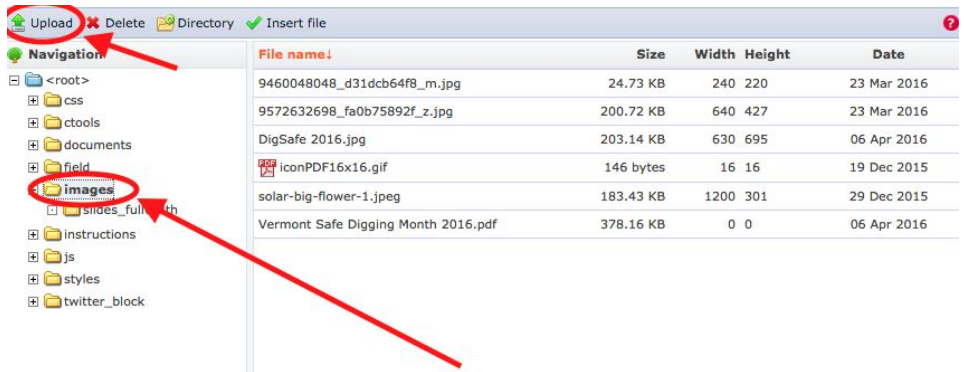 Upload Delete Directory Insert file ?
Navigation
<root>
css
ctools
documents
field
images
instructions
js
styles
twitter_block
File name↓ Size Width Height Date
9460048048_d31dcb64f8_m.jpg 24.73 KB 240 220 23 Mar 2016
9572632698_fa0b75892f_z.jpg 200.72 KB 640 427 23 Mar 2016
DigSafe 2016.jpg 203.14 KB 630 695 06 Apr 2016
PDF iconPDF16x16.gif 146 bytes 16 16 19 Dec 2015
solar-big-flower-1.jpeg 183.43 KB 1200 301 29 Dec 2015
Vermont Safe Digging Month 2016.pdf 378.16 KB 0 0 06 Apr 2016